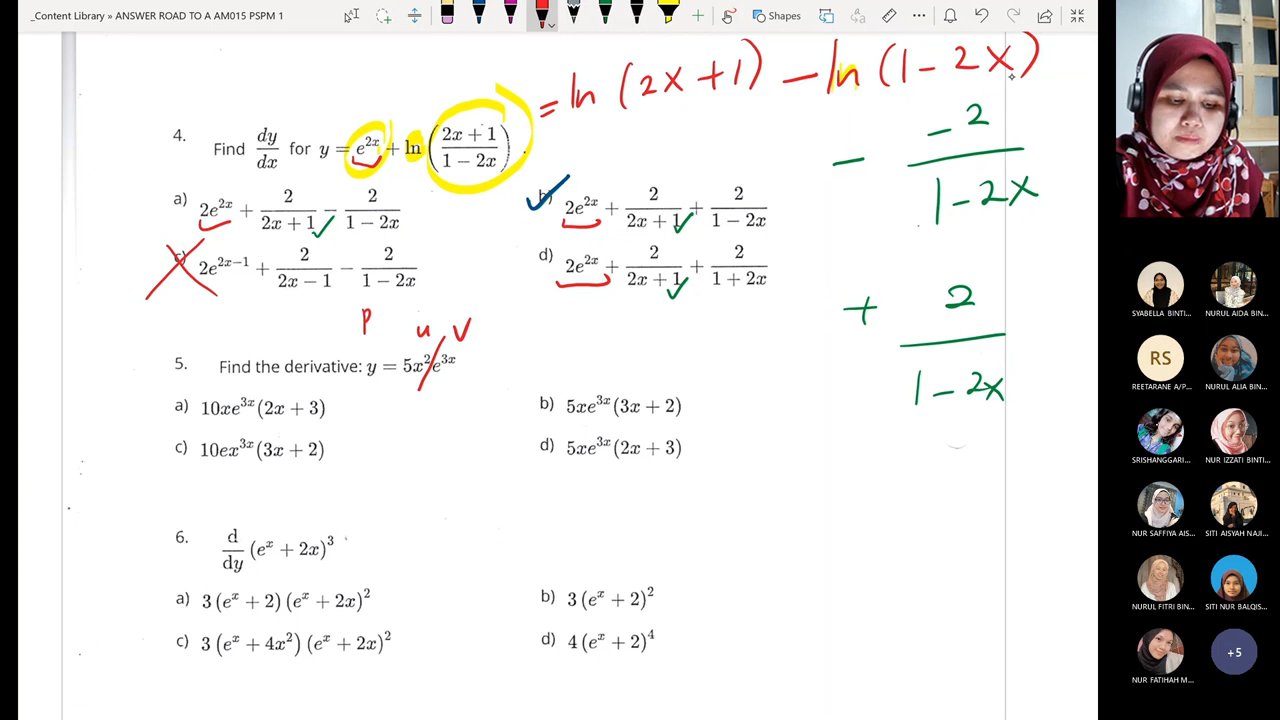 _Content Library » ANSWER ROAD TO A AM015 PSPM 1
Shapes
= ln (2x+1) − ln (1−2x)
4. Find dy/dx for y = e^{2x} + ln ( (2x + 1)/(1 − 2x) ) .
a) 2e^{2x} + 2/(2x + 1) − 2/(1 − 2x)
b) 2e^{2x} + 2/(2x + 1) + 2/(1 − 2x)
c) 2e^{2x−1} + 2/(2x − 1) − 2/(1 − 2x)
d) 2e^{2x} + 2/(2x + 1) + 2/(1 + 2x)
− −2/(1−2x)
+ 2/(1−2x)
P u v
5. Find the derivative: y = 5x^2 e^{3x}
a) 10xe^{3x}(2x + 3)
b) 5xe^{3x}(3x + 2)
c) 10ex^{3x}(3x + 2)
d) 5xe^{3x}(2x + 3)
6. d/dy (e^x + 2x)^3
a) 3 (e^x + 2) (e^x + 2x)^2
b) 3 (e^x + 2)^2
c) 3 (e^x + 4x^2) (e^x + 2x)^2
d) 4 (e^x + 2)^4
SYABELLA BINTI...
NURUL AIDA BIN...
RS
REETARANE A/P...
NURUL ALIA BIN...
SRISHANGGARI...
NUR IZZATI BINTI...
NUR SAFFIYA AIS...
SITI AISYAH NAJI...
NURUL FITRI BIN...
SITI NUR BALQIS...
NUR FATIHAH M...
+5